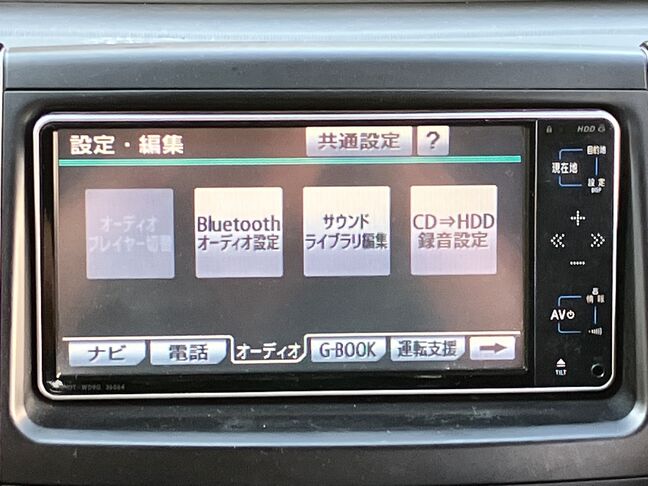 設定・編集
共通設定
?
オーディオ
プレイヤー切替
Bluetooth
オーディオ設定
サウンド
ライブラリ編集
CD⇒HDD
録音設定
ナビ
電話
オーディオ
G-BOOK
運転支援
→
HDD
目的地
現在地
設定
DISP
情報
AV
TILT